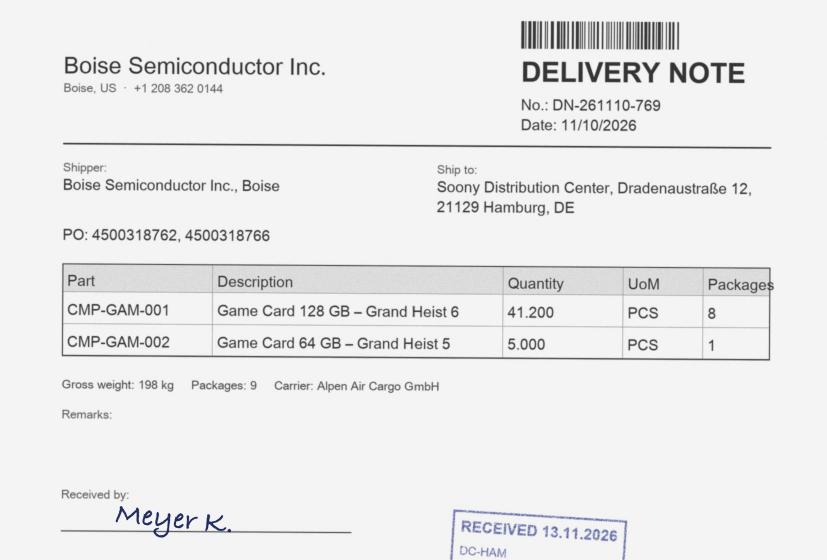 Boise Semiconductor Inc.
Boise, US · +1 208 362 0144
DELIVERY NOTE
No.: DN-261110-769
Date: 11/10/2026
Shipper:
Boise Semiconductor Inc., Boise
Ship to:
Soony Distribution Center, Dradenaustraße 12,
21129 Hamburg, DE
PO: 4500318762, 4500318766
Part Description Quantity UoM Packages
CMP-GAM-001 Game Card 128 GB – Grand Heist 6 41.200 PCS 8
CMP-GAM-002 Game Card 64 GB – Grand Heist 5 5.000 PCS 1
Gross weight: 198 kg Packages: 9 Carrier: Alpen Air Cargo GmbH
Remarks:
Received by:
Meyer K.
RECEIVED 13.11.2026
DC-HAM